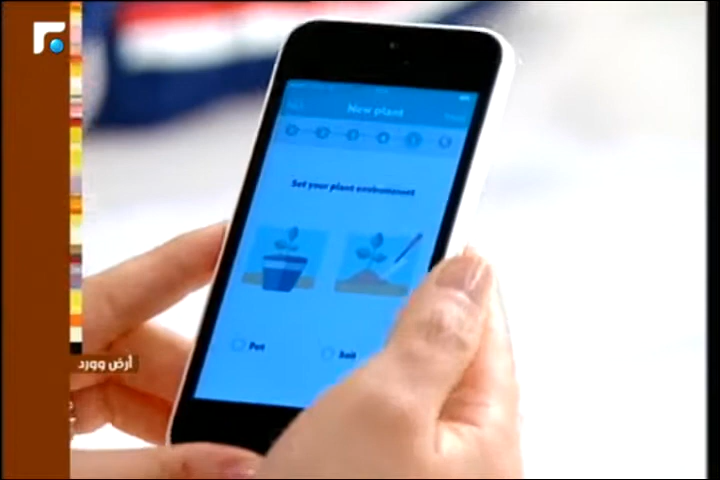 New plant
Set your plant environment
Pot
Soil
أرض وورد